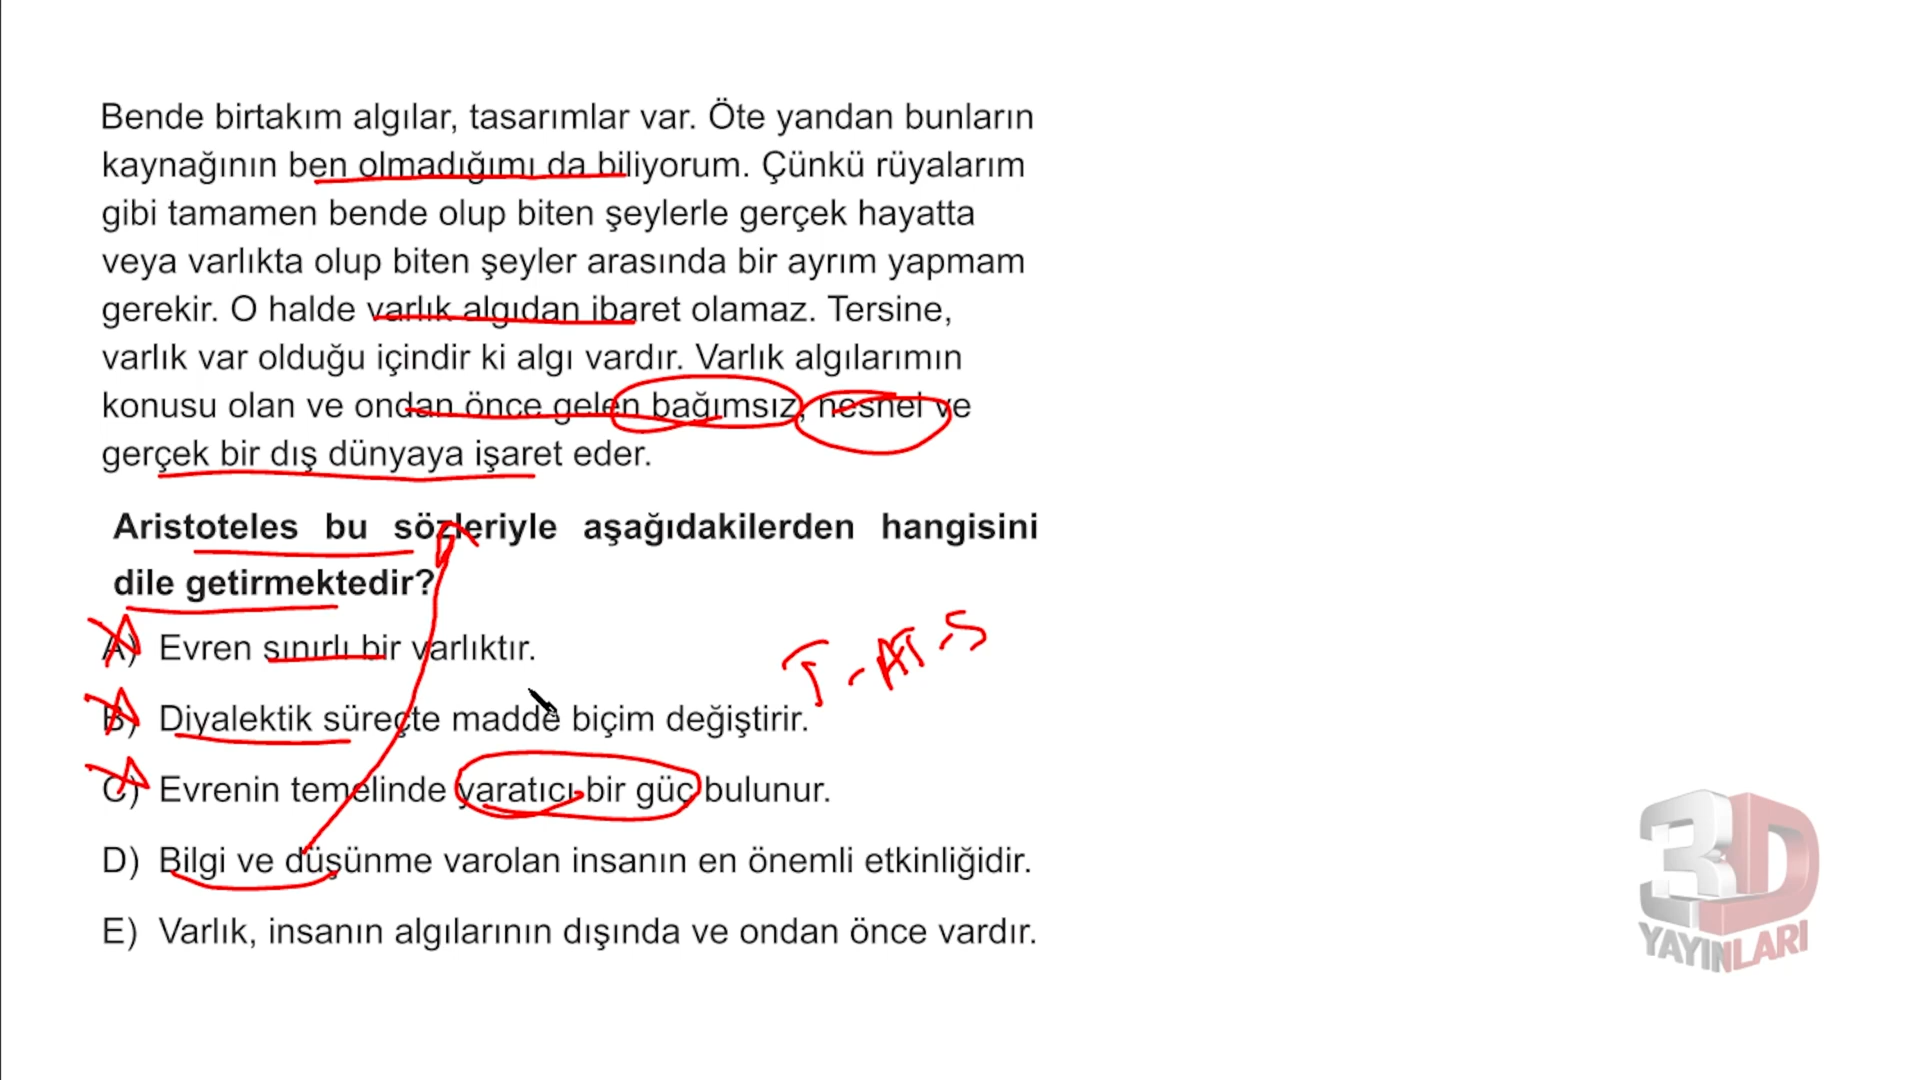 Bende birtakım algılar, tasarımlar var. Öte yandan bunların
kaynağının ben olmadığımı da biliyorum. Çünkü rüyalarım
gibi tamamen bende olup biten şeylerle gerçek hayatta
veya varlıkta olup biten şeyler arasında bir ayrım yapmam
gerekir. O halde varlık algıdan ibaret olamaz. Tersine,
varlık var olduğu içindir ki algı vardır. Varlık algılarımın
konusu olan ve ondan önce gelen bağımsız, nesnel ve
gerçek bir dış dünyaya işaret eder.
Aristoteles bu sözleriyle aşağıdakilerden hangisini
dile getirmektedir?
A) Evren sınırlı bir varlıktır.
B) Diyalektik süreçte madde biçim değiştirir.
C) Evrenin temelinde yaratıcı bir güç bulunur.
D) Bilgi ve düşünme varolan insanın en önemli etkinliğidir.
E) Varlık, insanın algılarının dışında ve ondan önce vardır.
T-AT-S
3D
YAYINLARI